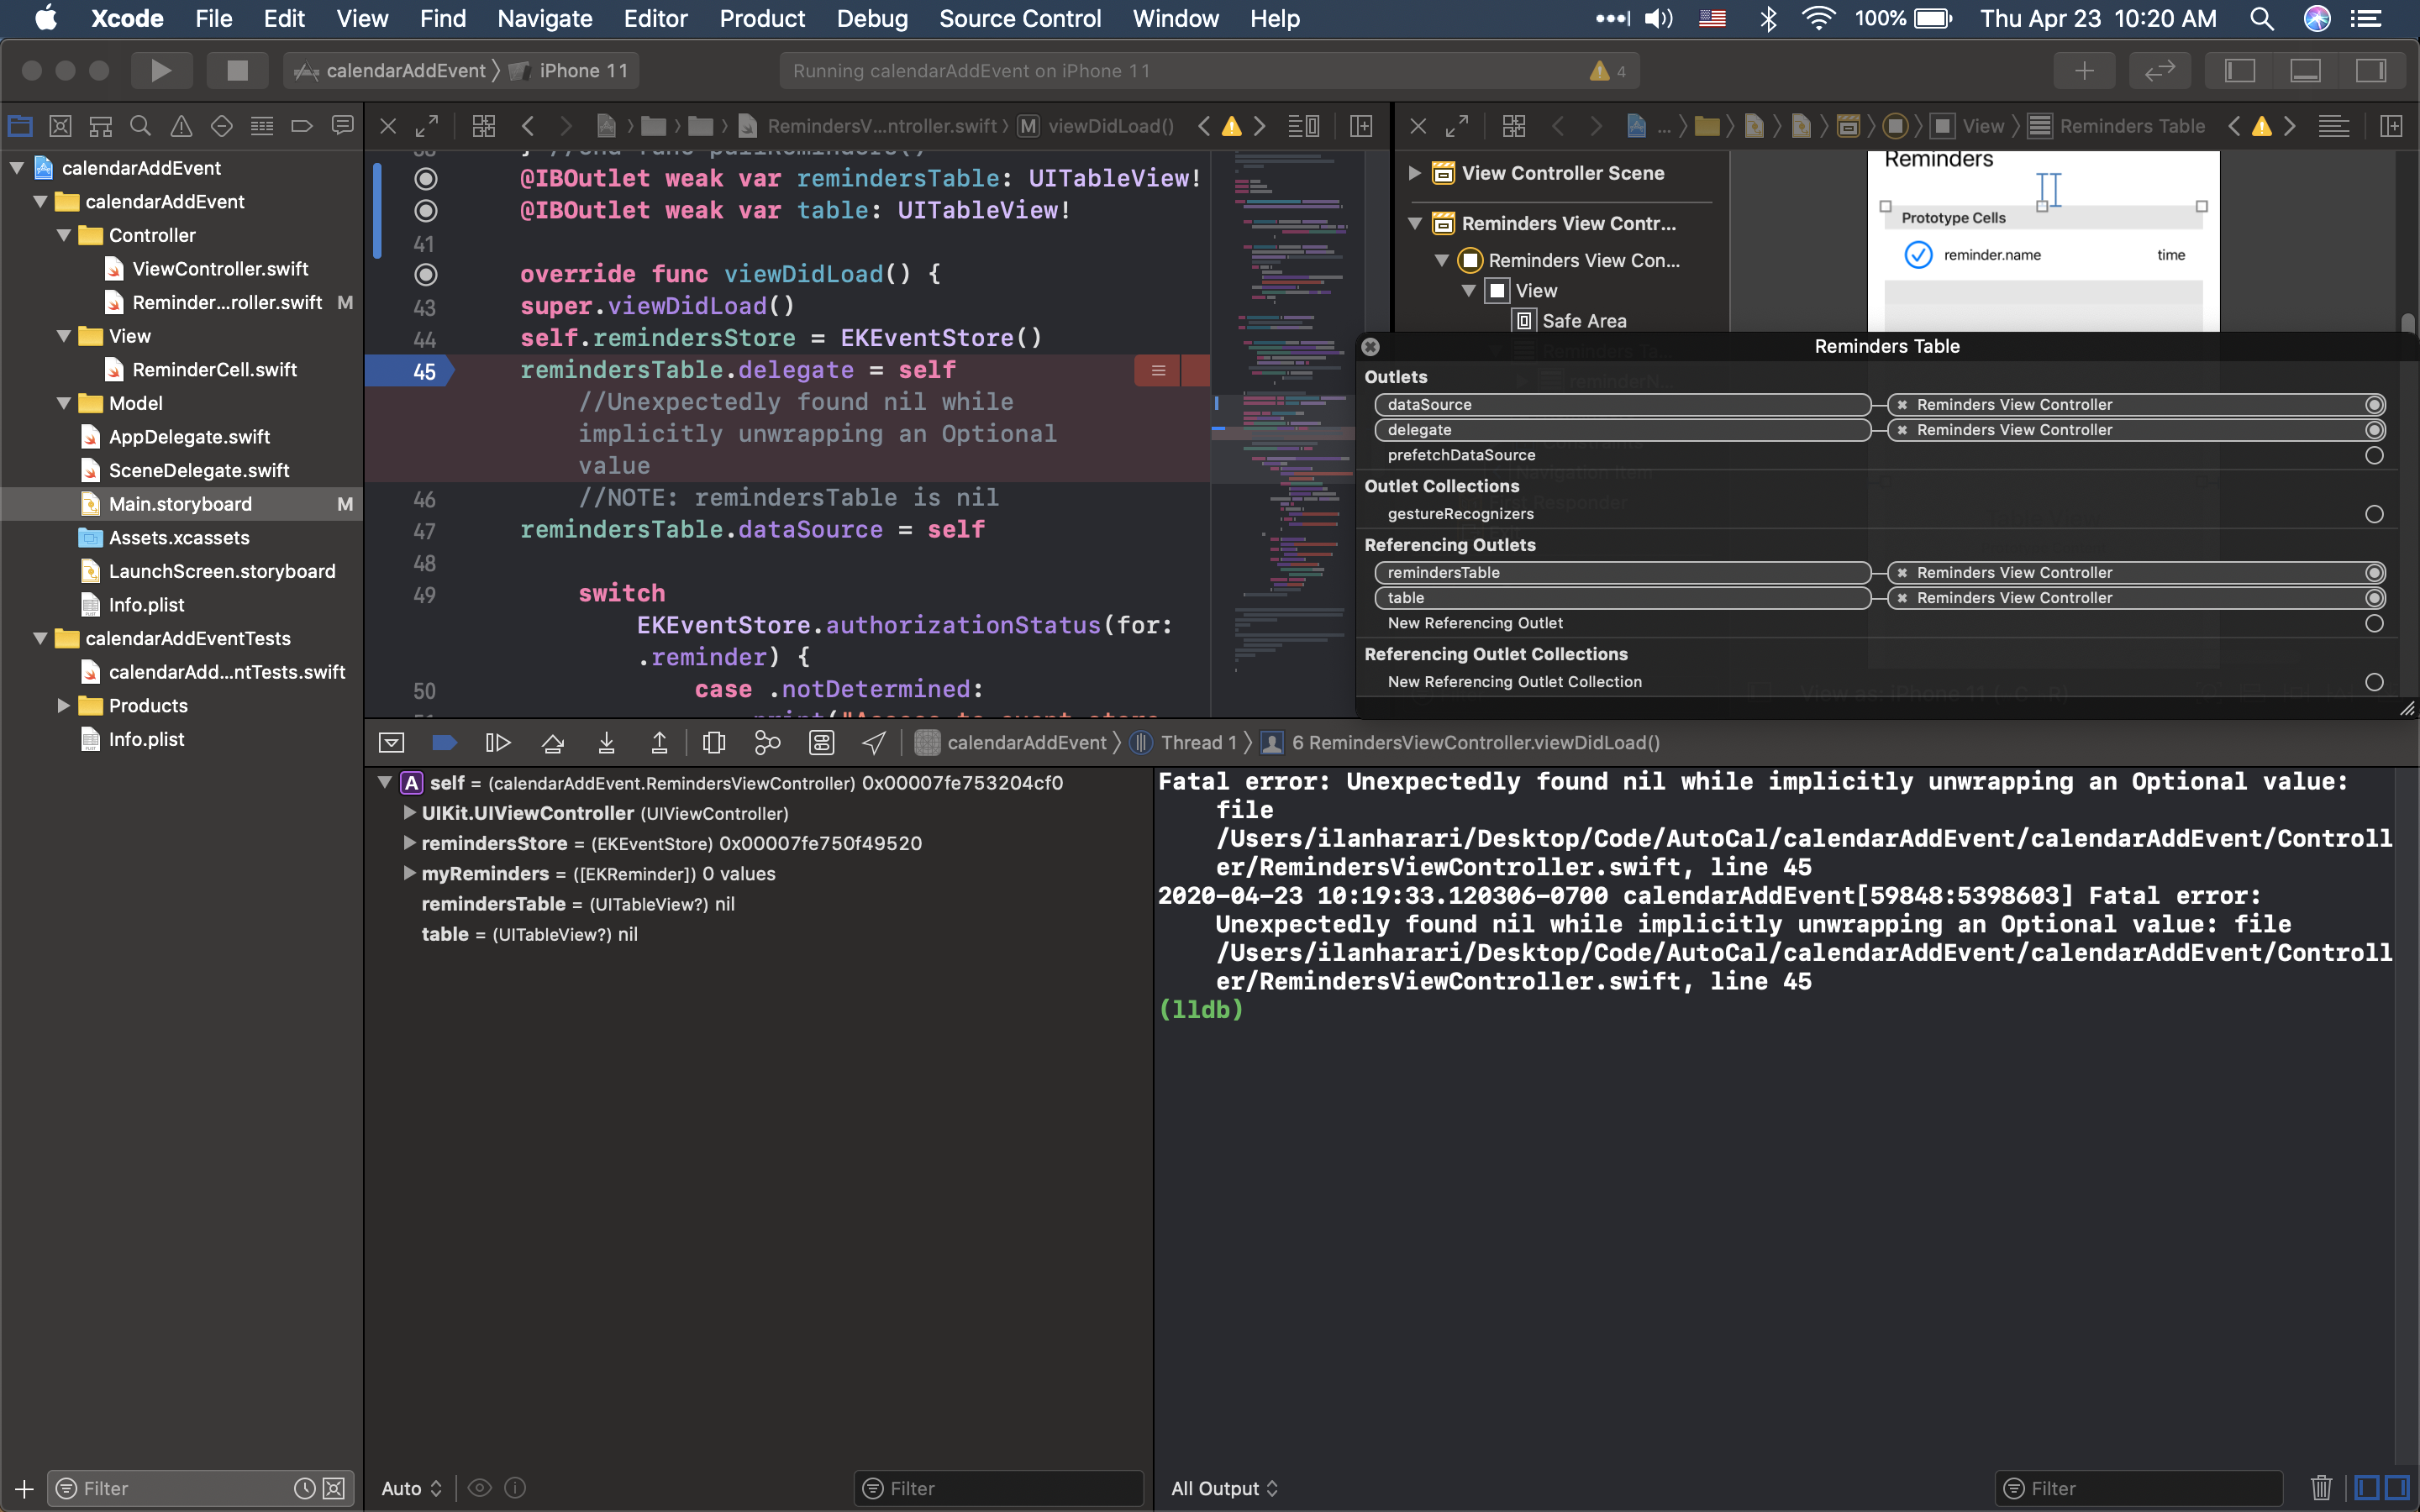 Xcode File Edit View Find Navigate Editor Product Debug Source Control Window Help 100% Thu Apr 23 10:20 AM
calendarAddEvent iPhone 11 Running calendarAddEvent on iPhone 11 4
RemindersV...ntroller.swift M viewDidLoad()
... View Reminders Table
calendarAddEvent
calendarAddEvent
Controller
ViewController.swift
Reminder...roller.swift M
View
ReminderCell.swift
Model
AppDelegate.swift
SceneDelegate.swift
Main.storyboard M
Assets.xcassets
LaunchScreen.storyboard
Info.plist
calendarAddEventTests
calendarAdd...ntTests.swift
Products
Info.plist
Filter
@IBOutlet weak var remindersTable: UITableView!
@IBOutlet weak var table: UITableView!
41
override func viewDidLoad() {
43 super.viewDidLoad()
44 self.remindersStore = EKEventStore()
45 remindersTable.delegate = self
//Unexpectedly found nil while
implicitly unwrapping an Optional
value
46 //NOTE: remindersTable is nil
47 remindersTable.dataSource = self
48
49 switch
EKEventStore.authorizationStatus(for:
.reminder) {
50 case .notDetermined:
View Controller Scene
Reminders View Contr...
Reminders View Con...
View
Safe Area
Reminders
Prototype Cells
reminder.name time
Reminders Table
Outlets
dataSource Reminders View Controller
delegate Reminders View Controller
prefetchDataSource
Outlet Collections
gestureRecognizers
Referencing Outlets
remindersTable Reminders View Controller
table Reminders View Controller
New Referencing Outlet
Referencing Outlet Collections
New Referencing Outlet Collection
calendarAddEvent Thread 1 6 RemindersViewController.viewDidLoad()
A self = (calendarAddEvent.RemindersViewController) 0x00007fe753204cf0
UIKit.UIViewController (UIViewController)
remindersStore = (EKEventStore) 0x00007fe750f49520
myReminders = ([EKReminder]) 0 values
remindersTable = (UITableView?) nil
table = (UITableView?) nil
Auto Filter
Fatal error: Unexpectedly found nil while implicitly unwrapping an Optional value:
file
/Users/ilanharari/Desktop/Code/AutoCal/calendarAddEvent/calendarAddEvent/Controll
er/RemindersViewController.swift, line 45
2020-04-23 10:19:33.120306-0700 calendarAddEvent[59848:5398603] Fatal error:
Unexpectedly found nil while implicitly unwrapping an Optional value: file
/Users/ilanharari/Desktop/Code/AutoCal/calendarAddEvent/calendarAddEvent/Controll
er/RemindersViewController.swift, line 45
(lldb)
All Output Filter